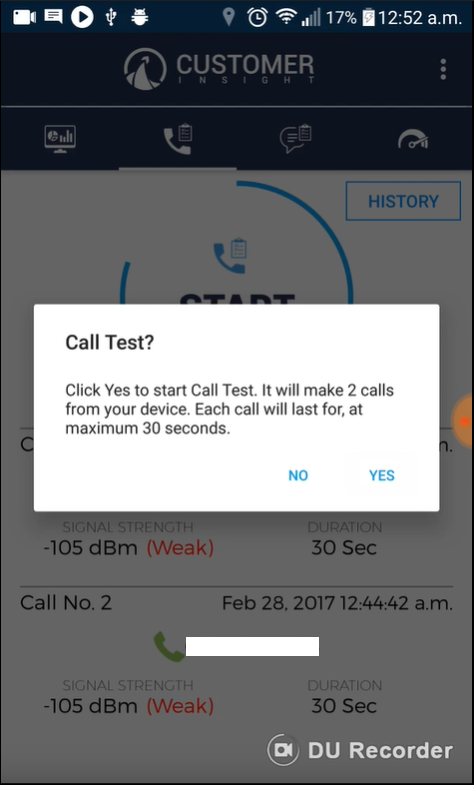 17% 12:52 a.m.
CUSTOMER
INSIGHT
HISTORY
START
Call Test?
Click Yes to start Call Test. It will make 2 calls
from your device. Each call will last for, at
maximum 30 seconds.
NO YES
SIGNAL STRENGTH DURATION
-105 dBm (Weak) 30 Sec
Call No. 2 Feb 28, 2017 12:44:42 a.m.
SIGNAL STRENGTH DURATION
-105 dBm (Weak) 30 Sec
DU Recorder